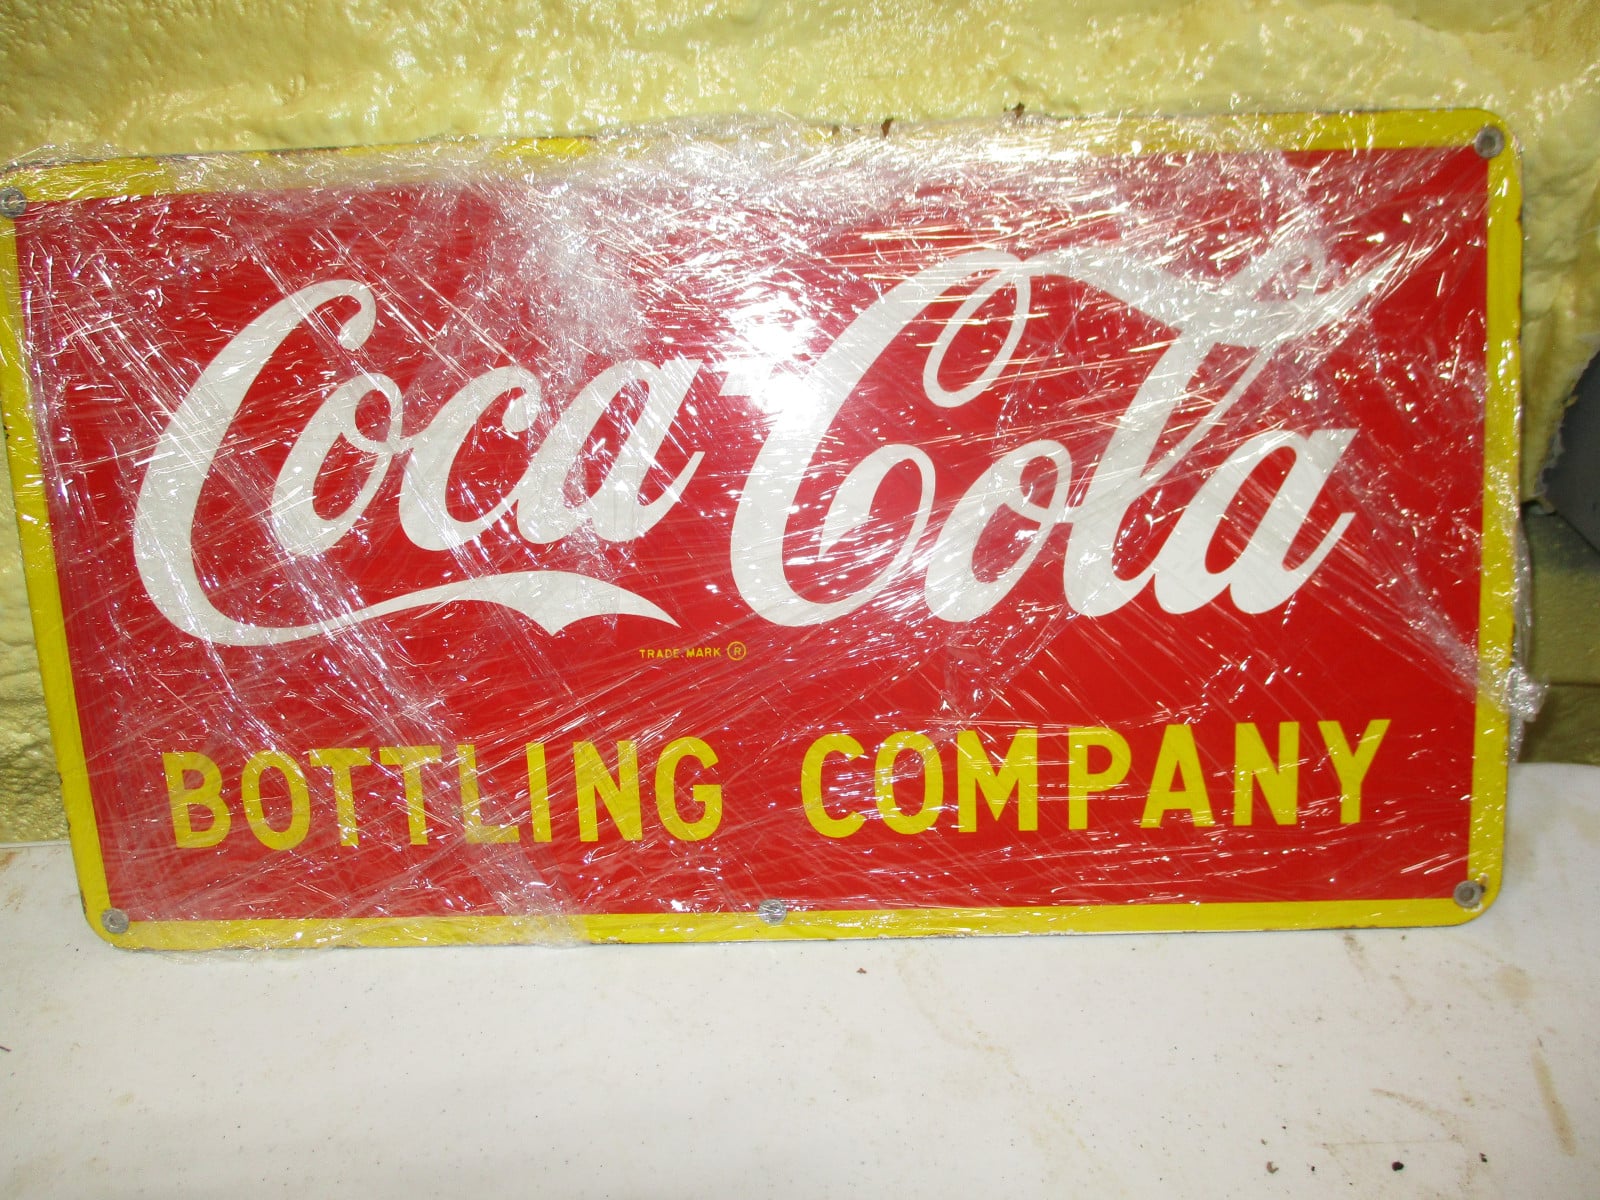 Coca-Cola
TRADE-MARK ®
BOTTLING COMPANY